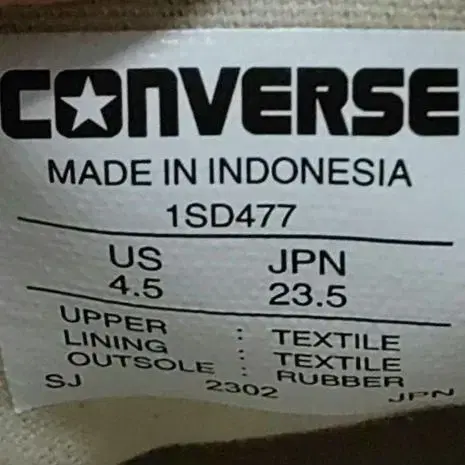 CONVERSE
MADE IN INDONESIA
1SD477
US JPN
4.5 23.5
UPPER : TEXTILE
LINING : TEXTILE
OUTSOLE : RUBBER
SJ 2302 JPN